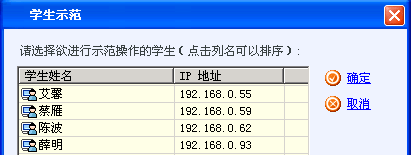 学生示范
请选择欲进行示范操作的学生(点击列名可以排序):
学生姓名 IP 地址
艾馨 192.168.0.55
蔡雁 192.168.0.59
陈波 192.168.0.62
薛明 192.168.0.93
确定
取消